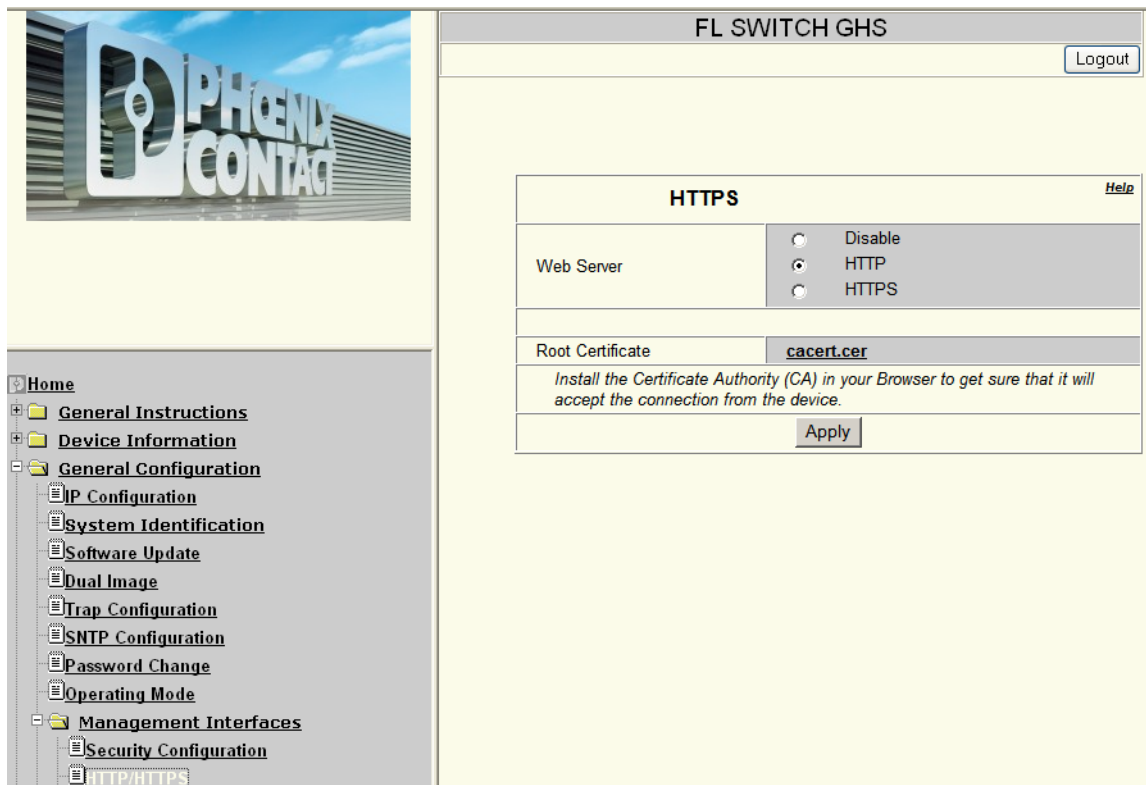 PHŒNIX
CONTACT
FL SWITCH GHS
Logout
HTTPS
Help
Web Server
Disable
HTTP
HTTPS
Root Certificate
cacert.cer
Install the Certificate Authority (CA) in your Browser to get sure that it will
accept the connection from the device.
Apply
Home
General Instructions
Device Information
General Configuration
IP Configuration
System Identification
Software Update
Dual Image
Trap Configuration
SNTP Configuration
Password Change
Operating Mode
Management Interfaces
Security Configuration
HTTP/HTTPS